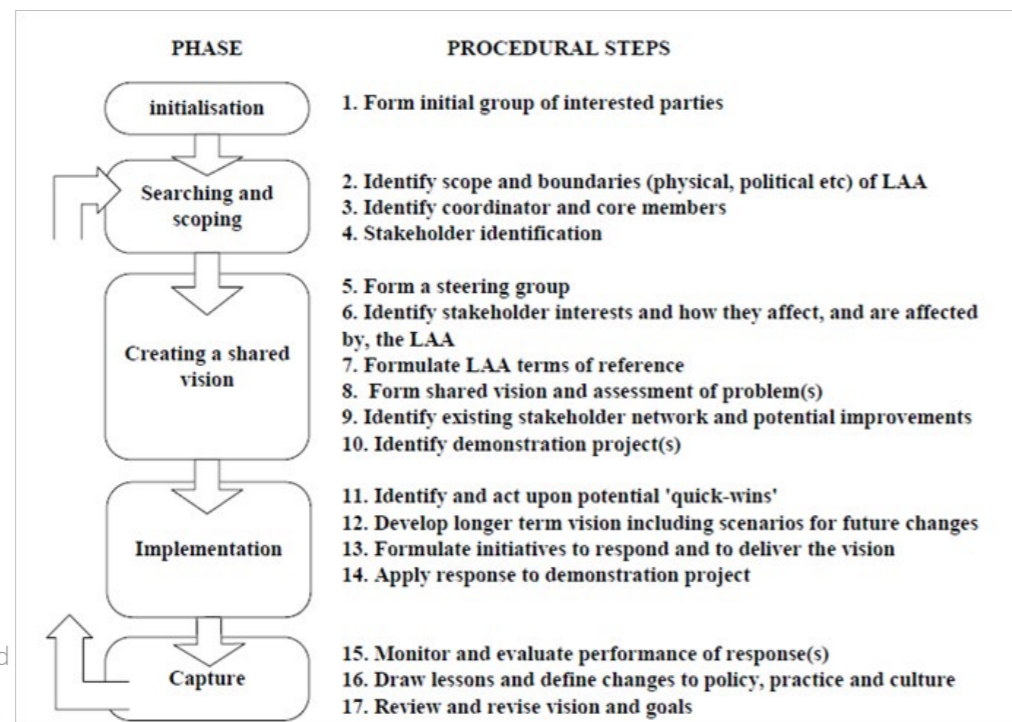 PHASE PROCEDURAL STEPS
initialisation
1. Form initial group of interested parties
Searching and
scoping
2. Identify scope and boundaries (physical, political etc) of LAA
3. Identify coordinator and core members
4. Stakeholder identification
Creating a shared
vision
5. Form a steering group
6. Identify stakeholder interests and how they affect, and are affected
by, the LAA
7. Formulate LAA terms of reference
8. Form shared vision and assessment of problem(s)
9. Identify existing stakeholder network and potential improvements
10. Identify demonstration project(s)
Implementation
11. Identify and act upon potential 'quick-wins'
12. Develop longer term vision including scenarios for future changes
13. Formulate initiatives to respond and to deliver the vision
14. Apply response to demonstration project
d
Capture
15. Monitor and evaluate performance of response(s)
16. Draw lessons and define changes to policy, practice and culture
17. Review and revise vision and goals